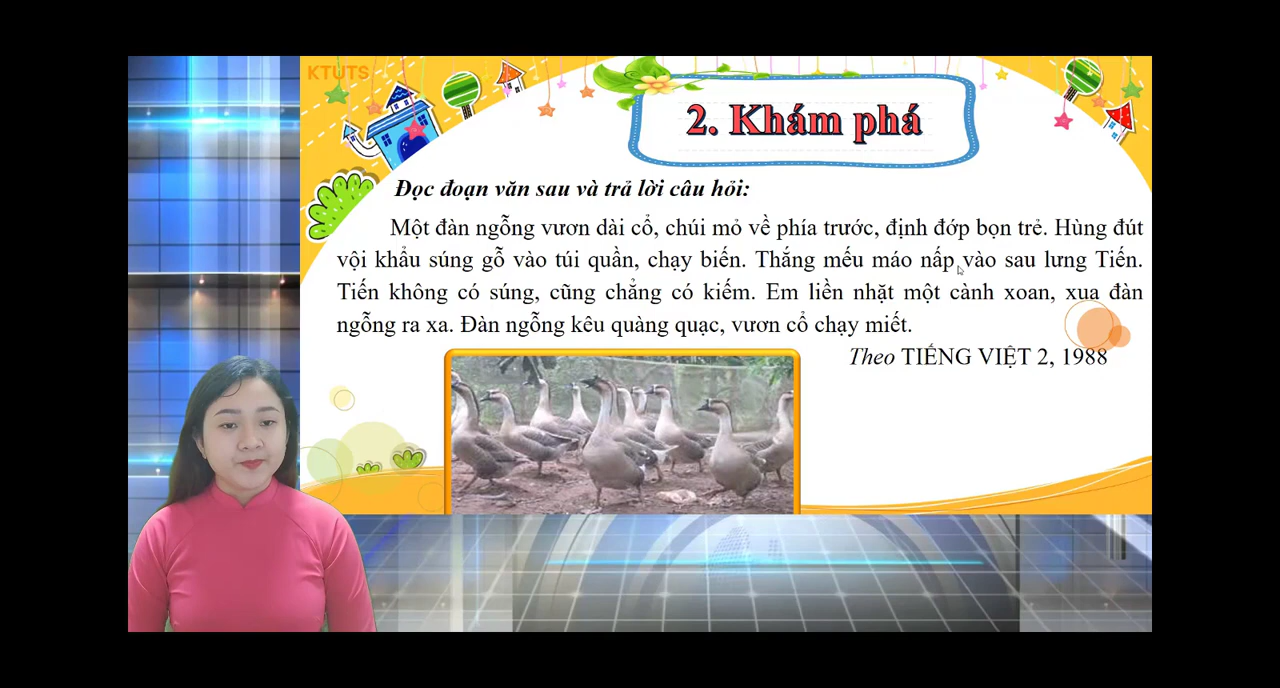 KTUTS
2. Khám phá
Đọc đoạn văn sau và trả lời câu hỏi:
Một đàn ngỗng vươn dài cổ, chúi mỏ về phía trước, định đớp bọn trẻ. Hùng đút
vội khẩu súng gỗ vào túi quần, chạy biến. Thắng mếu máo nấp vào sau lưng Tiến.
Tiến không có súng, cũng chẳng có kiếm. Em liền nhặt một cành xoan, xua đàn
ngỗng ra xa. Đàn ngỗng kêu quàng quạc, vươn cổ chạy miết.
Theo TIẾNG VIỆT 2, 1988